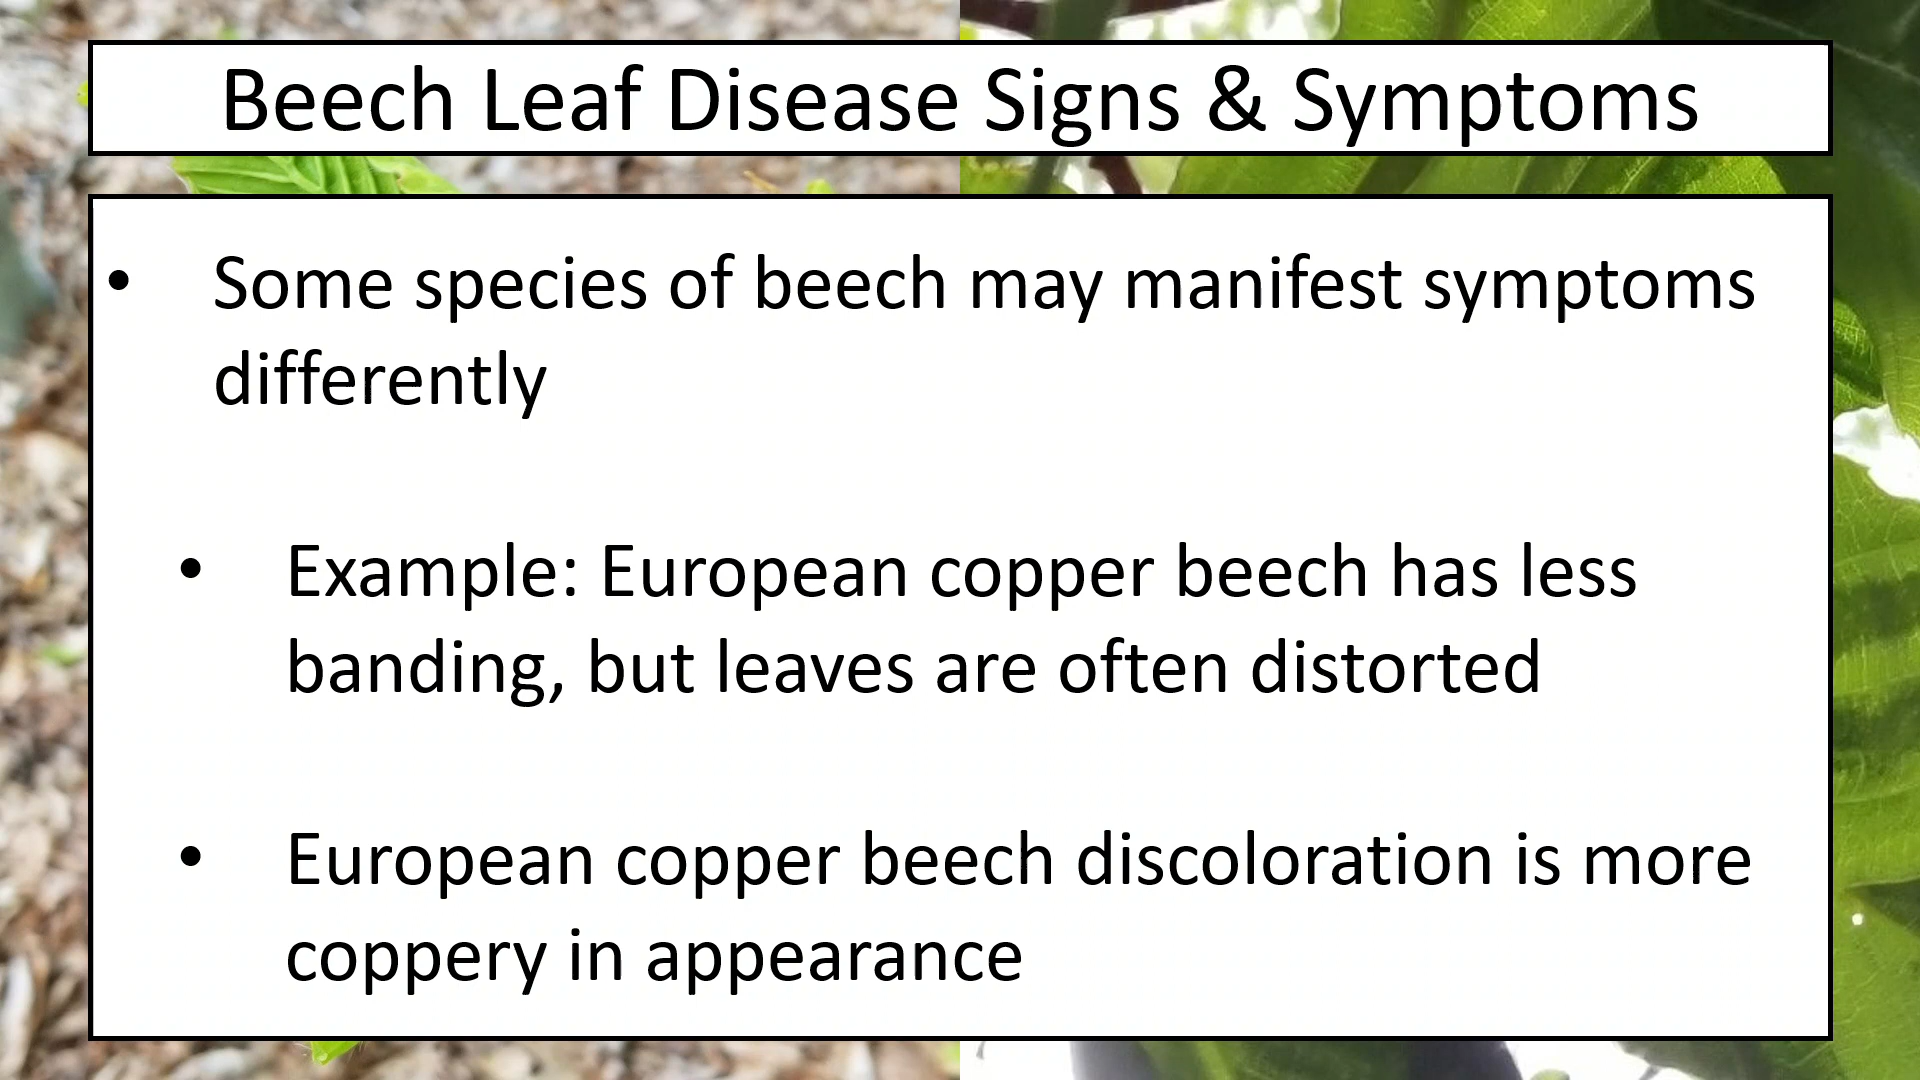 Beech Leaf Disease Signs & Symptoms
• Some species of beech may manifest symptoms
differently
• Example: European copper beech has less
banding, but leaves are often distorted
• European copper beech discoloration is more
coppery in appearance